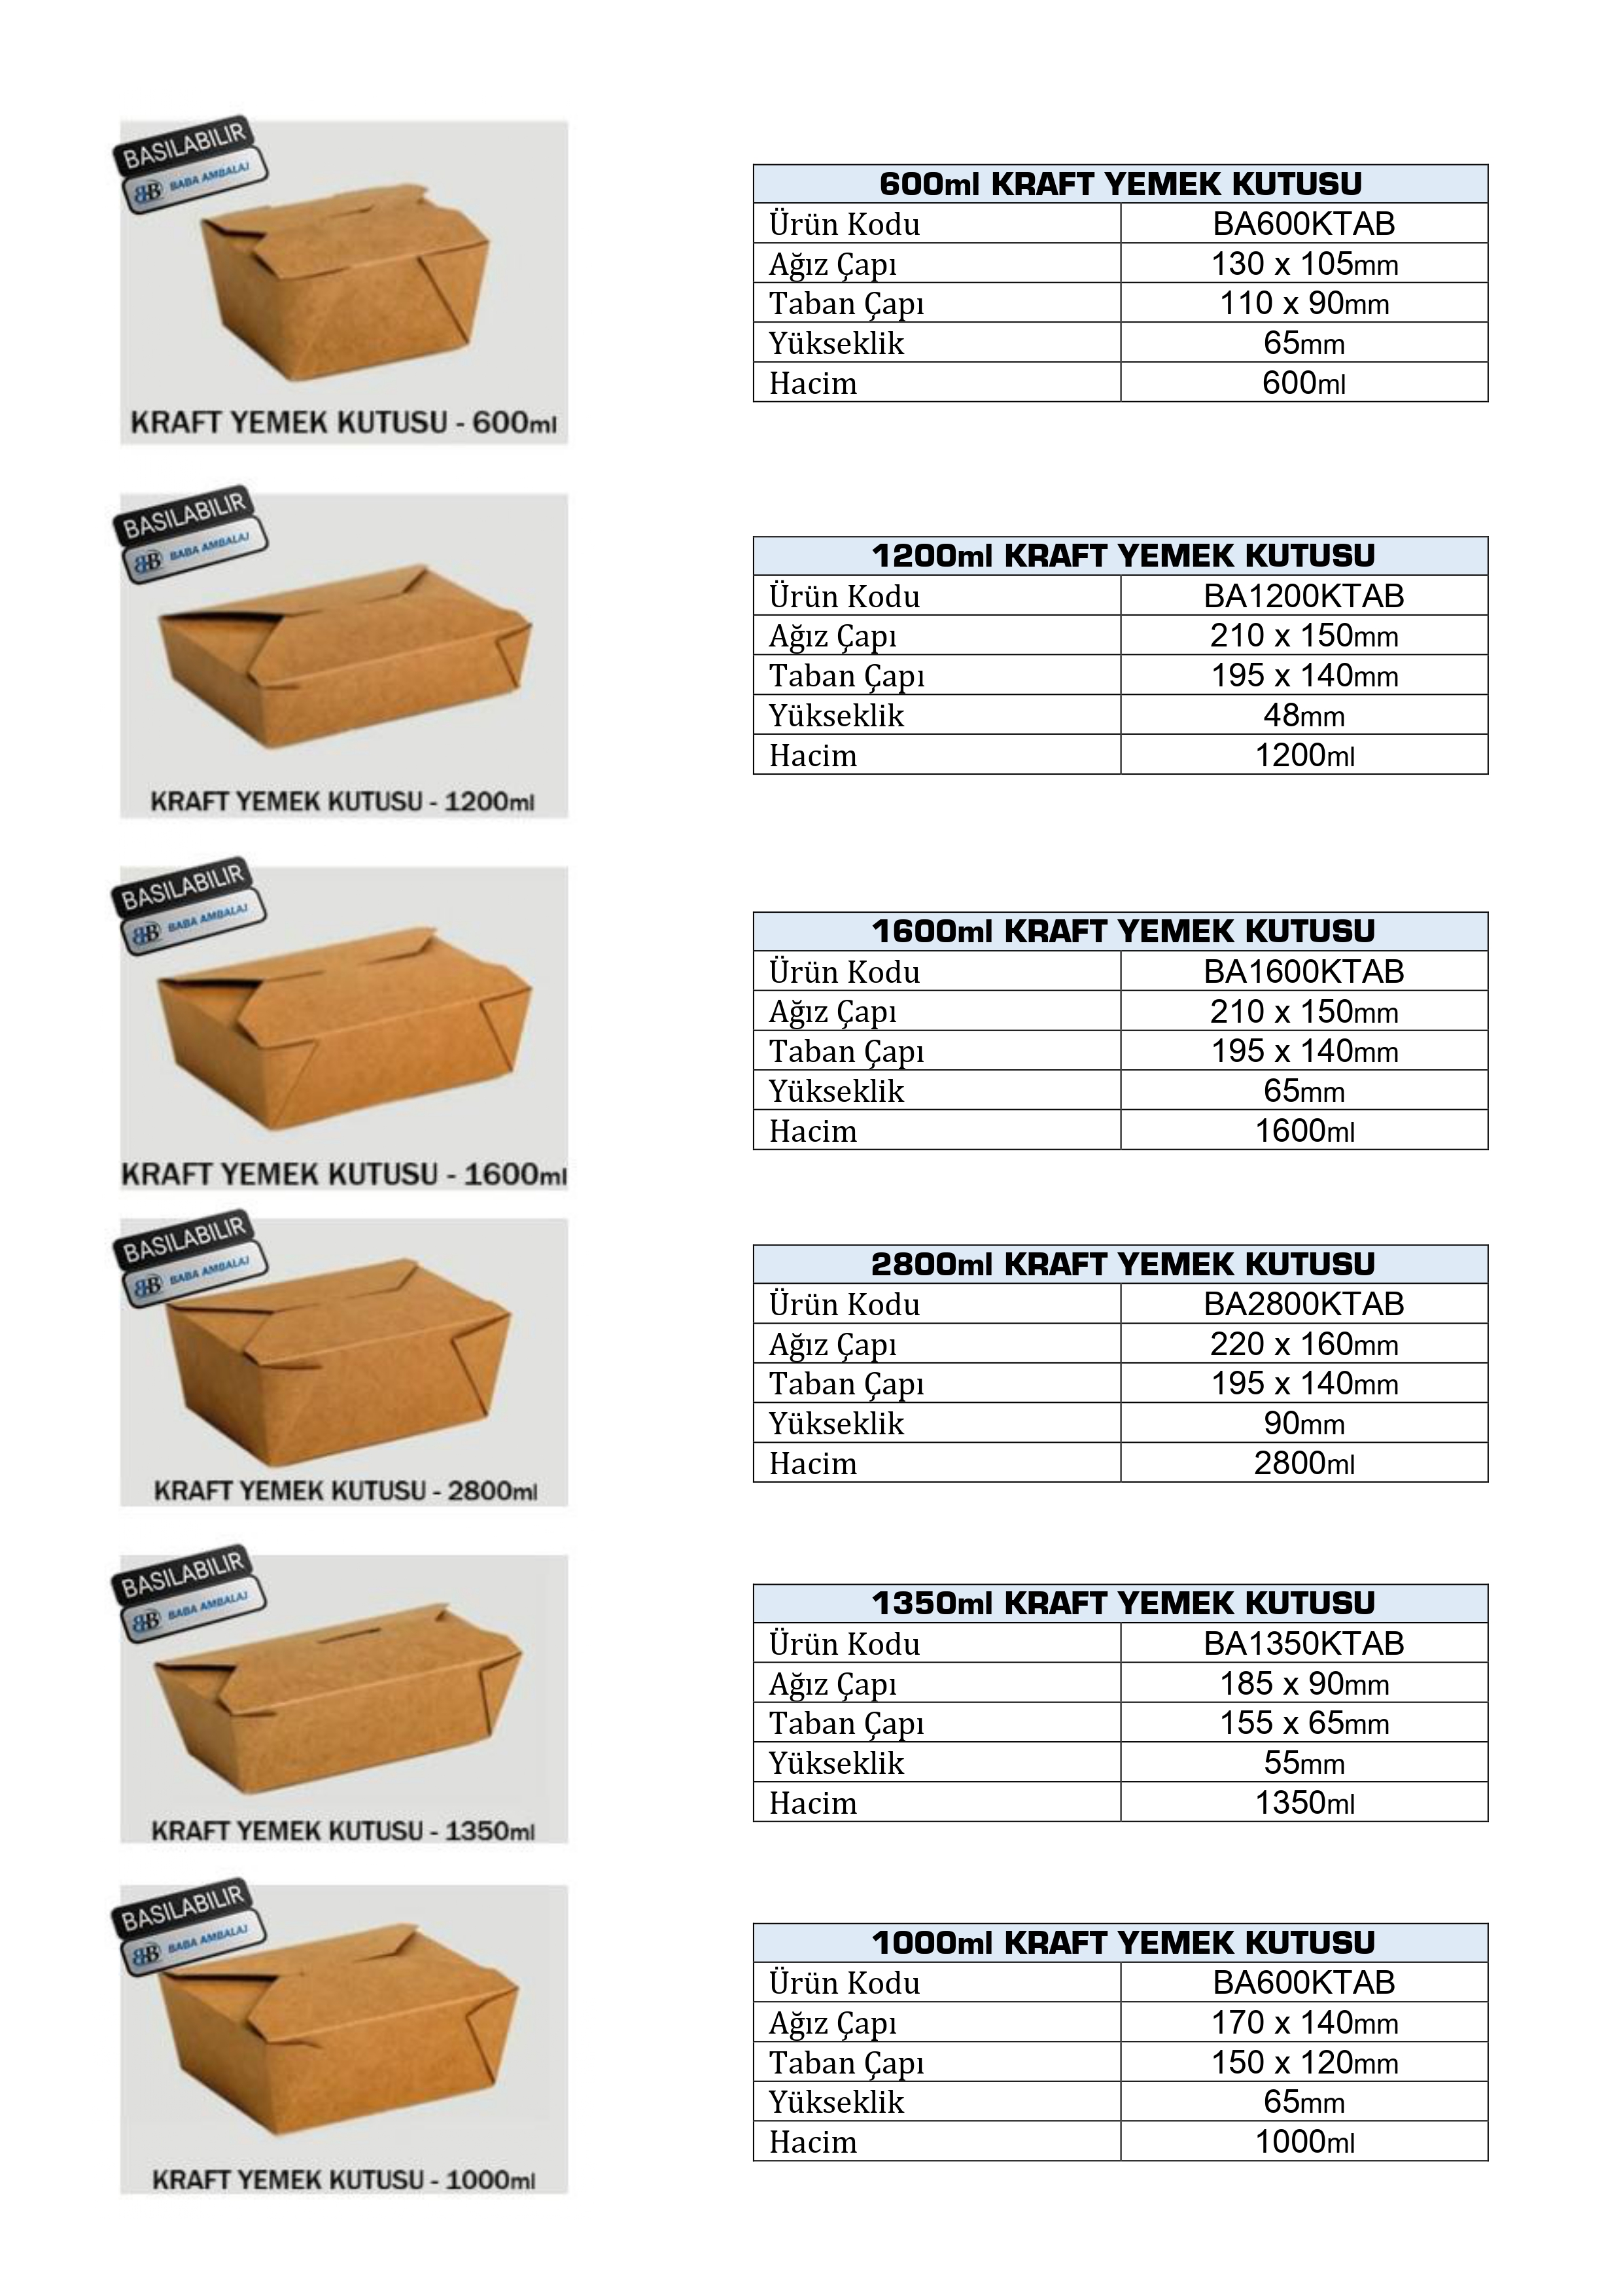 BASILABILIR
BB BABA AMBALAJ
KRAFT YEMEK KUTUSU - 600ml
600ml KRAFT YEMEK KUTUSU
Ürün Kodu BA600KTAB
Ağız Çapı 130 x 105mm
Taban Çapı 110 x 90mm
Yükseklik 65mm
Hacim 600ml
BASILABILIR
BB BABA AMBALAJ
KRAFT YEMEK KUTUSU - 1200ml
1200ml KRAFT YEMEK KUTUSU
Ürün Kodu BA1200KTAB
Ağız Çapı 210 x 150mm
Taban Çapı 195 x 140mm
Yükseklik 48mm
Hacim 1200ml
BASILABILIR
BB BABA AMBALAJ
KRAFT YEMEK KUTUSU - 1600ml
1600ml KRAFT YEMEK KUTUSU
Ürün Kodu BA1600KTAB
Ağız Çapı 210 x 150mm
Taban Çapı 195 x 140mm
Yükseklik 65mm
Hacim 1600ml
BASILABILIR
BB BABA AMBALAJ
KRAFT YEMEK KUTUSU - 2800ml
2800ml KRAFT YEMEK KUTUSU
Ürün Kodu BA2800KTAB
Ağız Çapı 220 x 160mm
Taban Çapı 195 x 140mm
Yükseklik 90mm
Hacim 2800ml
BASILABILIR
BB BABA AMBALAJ
KRAFT YEMEK KUTUSU - 1350ml
1350ml KRAFT YEMEK KUTUSU
Ürün Kodu BA1350KTAB
Ağız Çapı 185 x 90mm
Taban Çapı 155 x 65mm
Yükseklik 55mm
Hacim 1350ml
BASILABILIR
BB BABA AMBALAJ
KRAFT YEMEK KUTUSU - 1000ml
1000ml KRAFT YEMEK KUTUSU
Ürün Kodu BA600KTAB
Ağız Çapı 170 x 140mm
Taban Çapı 150 x 120mm
Yükseklik 65mm
Hacim 1000ml